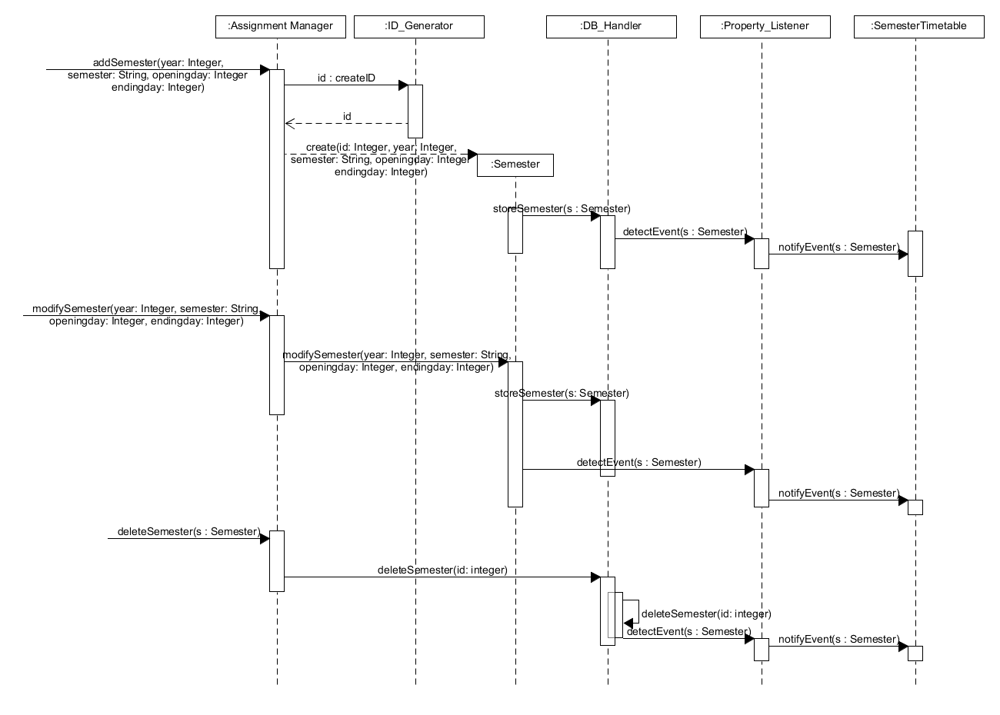 :Assignment Manager
:ID_Generator
:DB_Handler
:Property_Listener
:SemesterTimetable
addSemester(year: Integer,
semester: String, openingday: Integer
endingday: Integer)
id : createID
id
create(id: Integer, year: Integer,
semester: String, openingday: Integer
endingday: Integer)
:Semester
storeSemester(s : Semester)
detectEvent(s : Semester)
notifyEvent(s : Semester)
modifySemester(year: Integer, semester: String,
openingday: Integer, endingday: Integer)
modifySemester(year: Integer, semester: String,
openingday: Integer, endingday: Integer)
storeSemester(s: Semester)
detectEvent(s : Semester)
notifyEvent(s : Semester)
deleteSemester(s : Semester)
deleteSemester(id: integer)
deleteSemester(id: integer)
detectEvent(s : Semester)
notifyEvent(s : Semester)